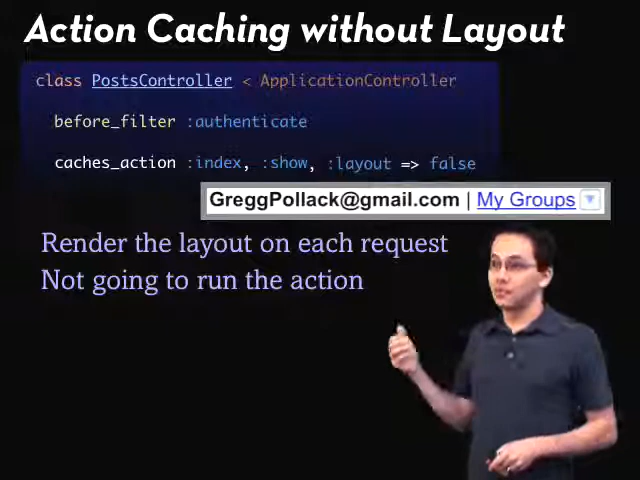 Action Caching without Layout
class PostsController < ApplicationController
before_filter :authenticate
caches_action :index, :show, :layout => false
GreggPollack@gmail.com | My Groups
Render the layout on each request
Not going to run the action